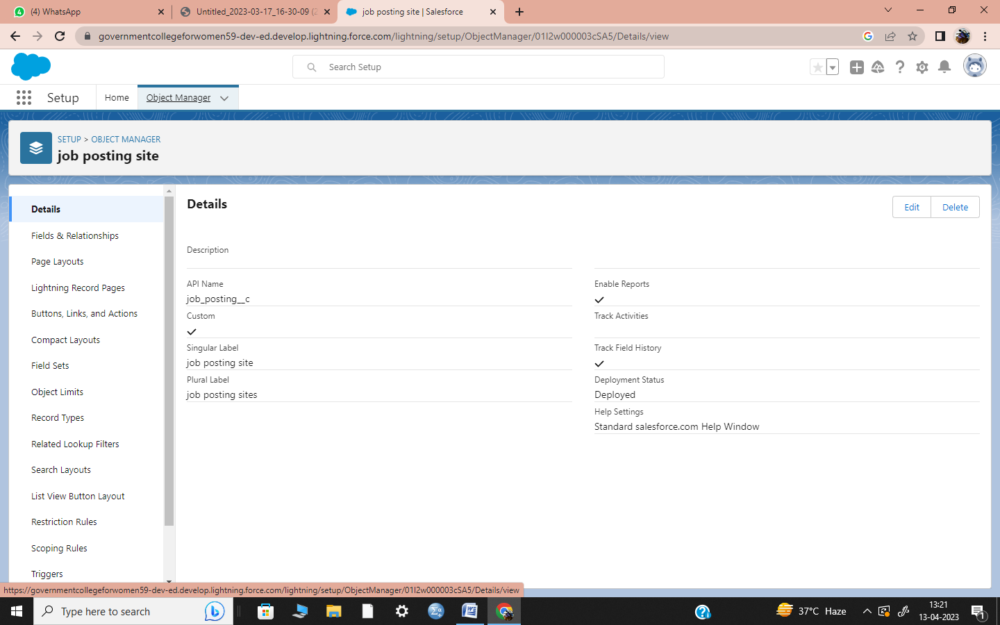 (4) WhatsApp
Untitled_2023-03-17_16-30-09 (2
job posting site | Salesforce
governmentcollegeforwomen59-dev-ed.develop.lightning.force.com/lightning/setup/ObjectManager/01I2w000003cSA5/Details/view
Search Setup
Setup
Home
Object Manager
SETUP > OBJECT MANAGER
job posting site
Details
Fields & Relationships
Page Layouts
Lightning Record Pages
Buttons, Links, and Actions
Compact Layouts
Field Sets
Object Limits
Record Types
Related Lookup Filters
Search Layouts
List View Button Layout
Restriction Rules
Scoping Rules
Triggers
Details
Edit
Delete
Description
API Name
job_posting__c
Custom
Singular Label
job posting site
Plural Label
job posting sites
Enable Reports
Track Activities
Track Field History
Deployment Status
Deployed
Help Settings
Standard salesforce.com Help Window
https://governmentcollegeforwomen59-dev-ed.develop.lightning.force.com/lightning/setup/ObjectManager/01I2w000003cSA5/Details/view
Type here to search
37°C Haze
13:21
13-04-2023
1